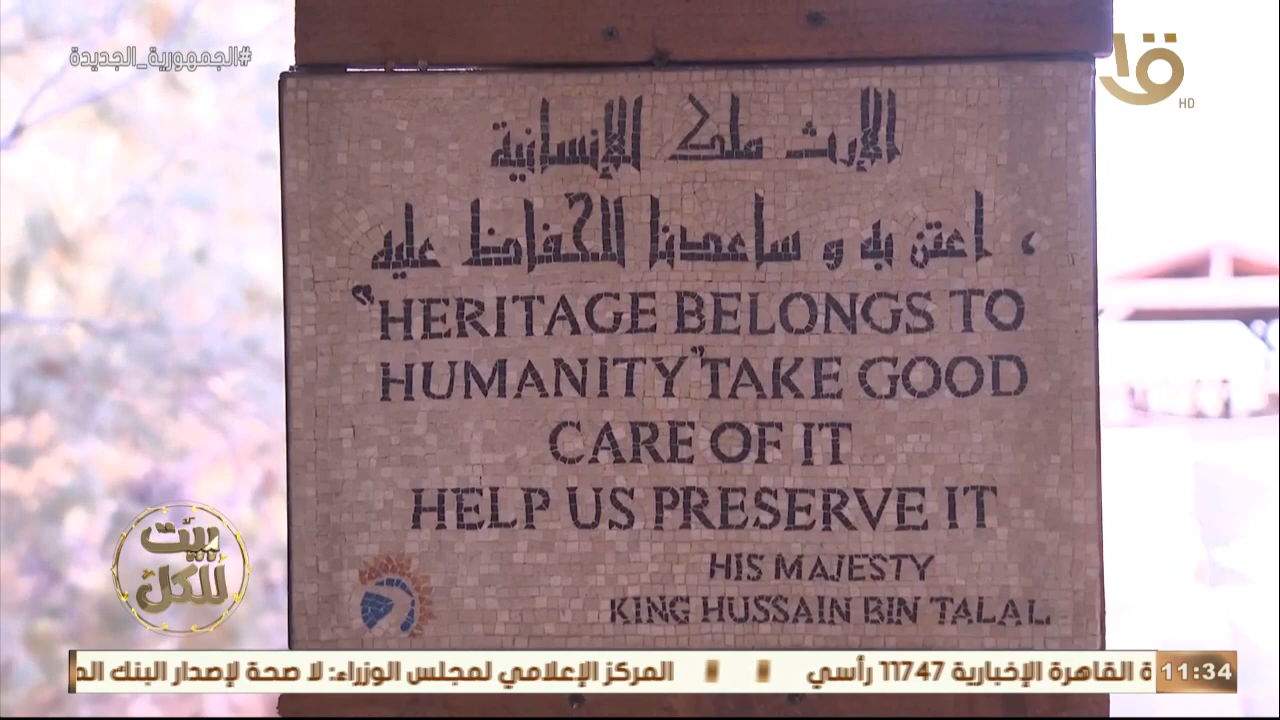 #الجمهورية_الجديدة
HD
الإرث ملك الإنسانية
، اعتن به و ساعدنا للحفاظ عليه
"HERITAGE BELONGS TO
HUMANITY" TAKE GOOD
CARE OF IT
HELP US PRESERVE IT
HIS MAJESTY
KING HUSSAIN BIN TALAL
بيت
للكل
11:34
ة القاهرة الإخبارية 11747 رأسي
المركز الإعلامي لمجلس الوزراء: لا صحة لإصدار البنك الم